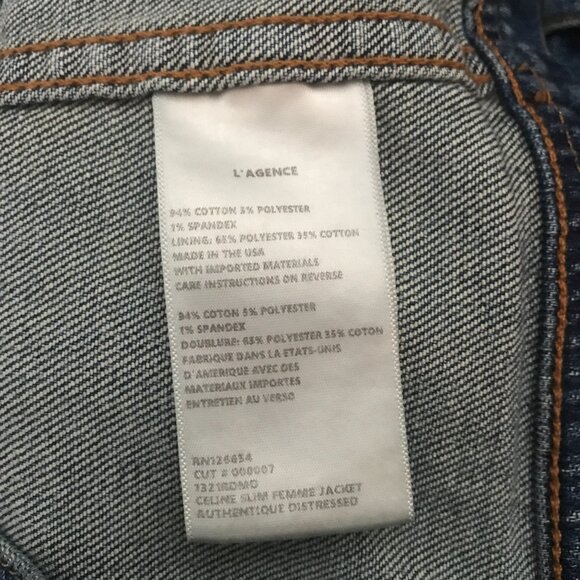 L'AGENCE
94% COTTON 5% POLYESTER
1% SPANDEX
LINING: 65% POLYESTER 35% COTTON
MADE IN THE USA
WITH IMPORTED MATERIALS
CARE INSTRUCTIONS ON REVERSE
94% COTON 5% POLYESTER
1% SPANDEX
DOUBLURE: 65% POLYESTER 35% COTON
FABRIQUE DANS LA ETATS-UNIS
D'AMERIQUE AVEC DES
MATERIAUX IMPORTES
ENTRETIEN AU VERSO
RN126654
CUT # 000007
1321RDMD
CELINE SLIM FEMME JACKET
AUTHENTIQUE DISTRESSED